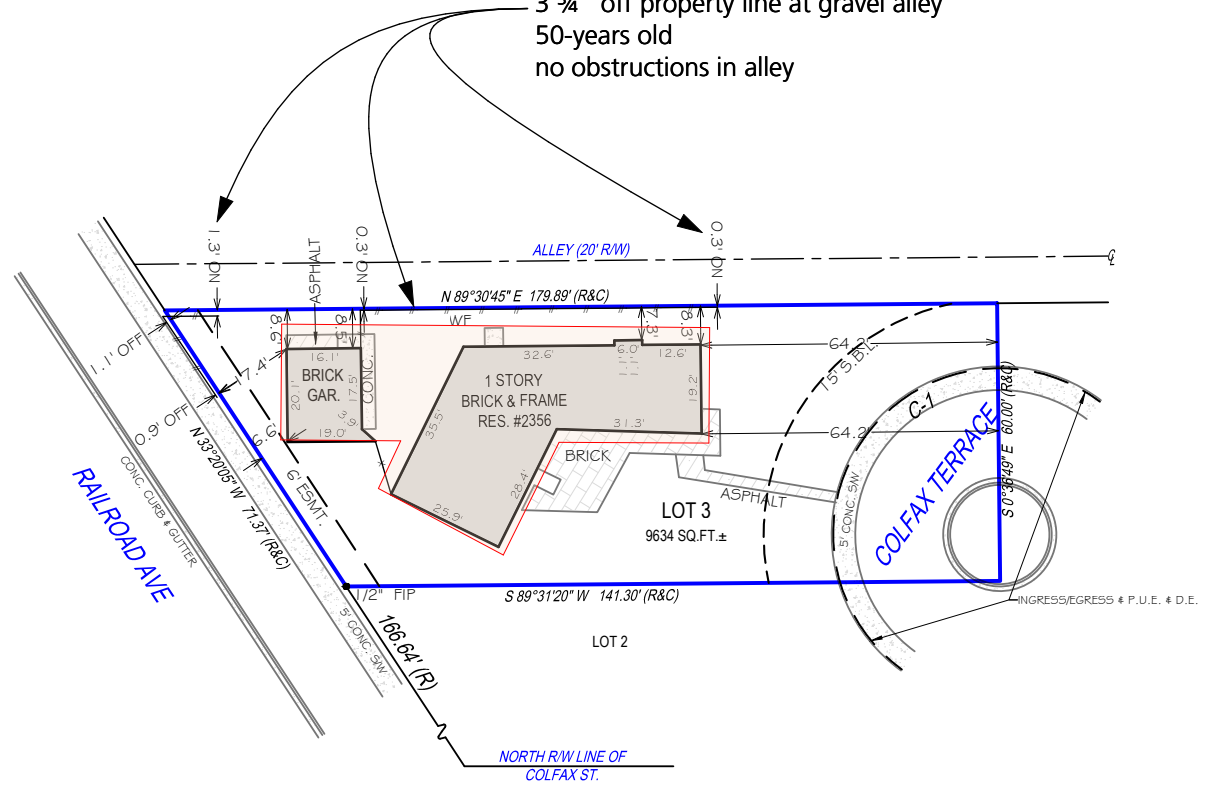 3 ¾" off property line at gravel alley
50-years old
no obstructions in alley
1.3' ON
ASPHALT
0.3' ON
ALLEY (20' R/W)
0.3' ON
N 89°30'45" E 179.89' (R&C)
WF
8.6'
8.5'
7.3'
8.3'
64.2'
1.1' OFF
17.4'
16.1'
32.6'
6.0'
12.6'
BRICK
GAR.
CONC.
20.1'
17.5'
3.9'
19.0'
1 STORY
BRICK & FRAME
RES. #2356
35.5'
19.2'
31.3'
64.2'
15' S.B.L.
C-1
0.9' OFF
BRICK
28.4'
25.9'
ASPHALT
LOT 3
9634 SQ.FT.±
6' ESMT.
N 33°20'05" W 71.37' (R&C)
CONC. CURB & GUTTER
RAILROAD AVE
5' CONC. S/W
COLFAX TERRACE
S 0°36'49" E 60.00' (R&C)
1/2" FIP
S 89°31'20" W 141.30' (R&C)
INGRESS/EGRESS & P.U.E. & D.E.
5' CONC. S/W
166.64' (R)
LOT 2
NORTH R/W LINE OF
COLFAX ST.